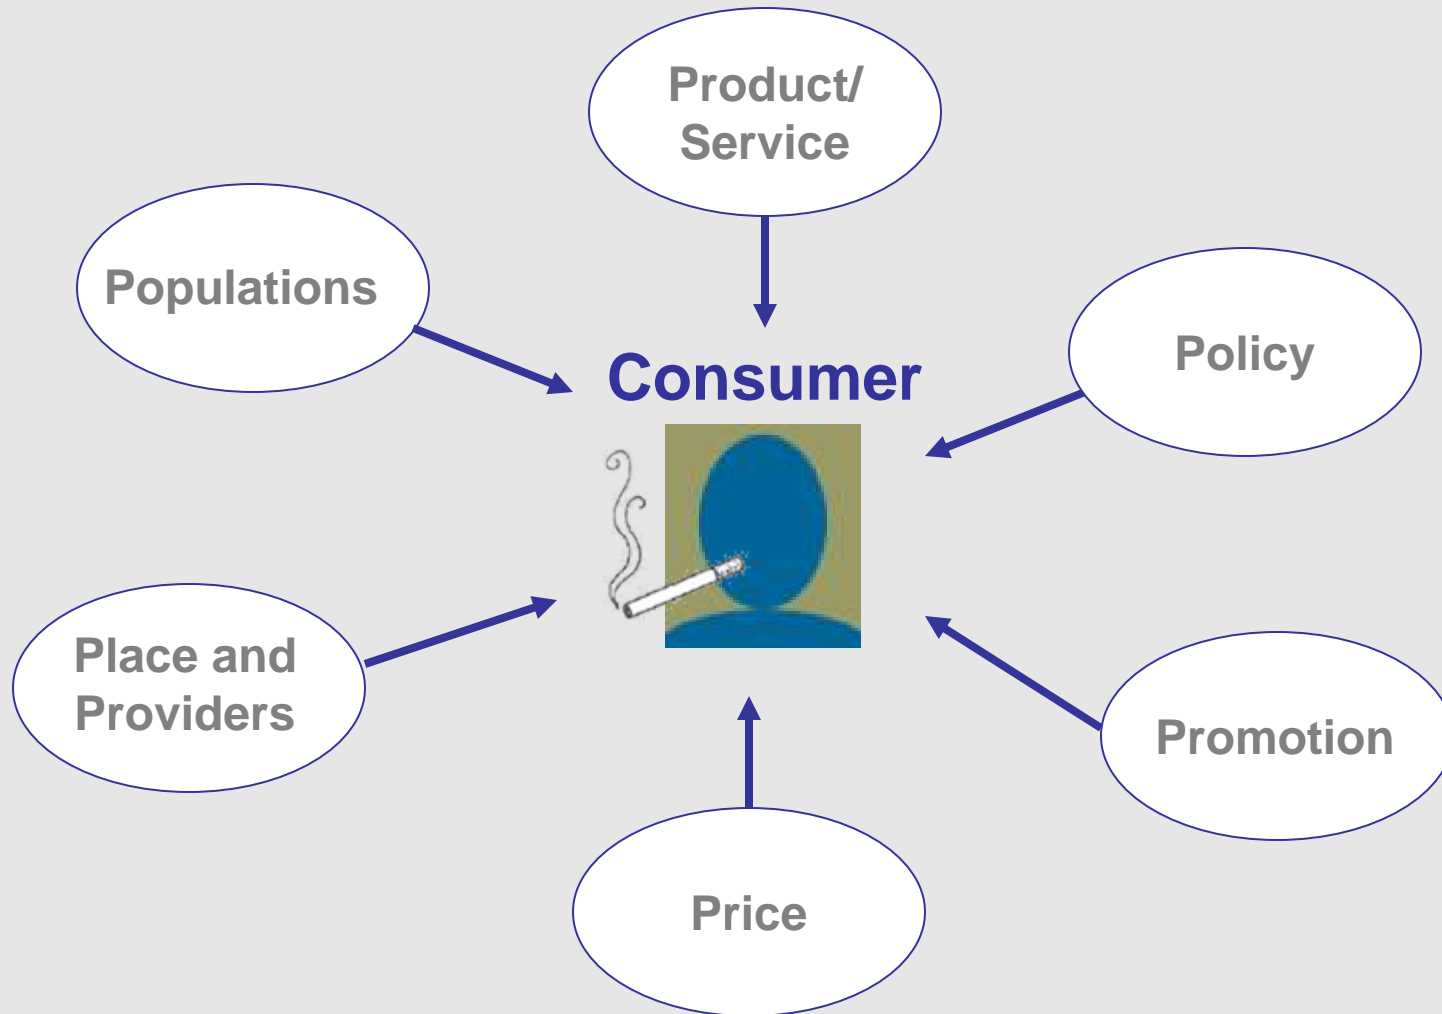 Product/
Service
Populations
Policy
Consumer
Place and
Providers
Promotion
Price